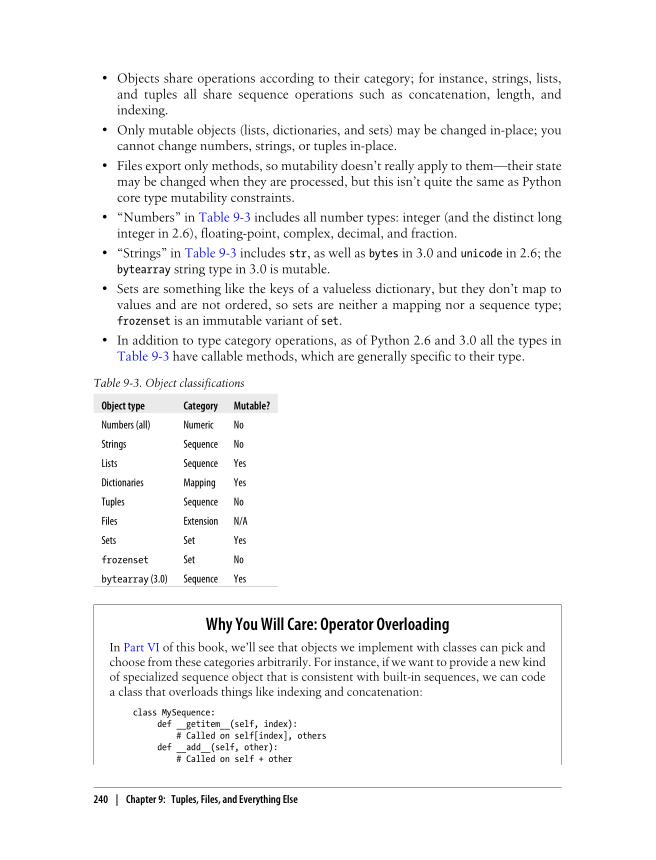 • Objects share operations according to their category; for instance, strings, lists,
and tuples all share sequence operations such as concatenation, length, and
indexing.
• Only mutable objects (lists, dictionaries, and sets) may be changed in-place; you
cannot change numbers, strings, or tuples in-place.
• Files export only methods, so mutability doesn’t really apply to them—their state
may be changed when they are processed, but this isn’t quite the same as Python
core type mutability constraints.
• “Numbers” in Table 9-3 includes all number types: integer (and the distinct long
integer in 2.6), floating-point, complex, decimal, and fraction.
• “Strings” in Table 9-3 includes str, as well as bytes in 3.0 and unicode in 2.6; the
bytearray string type in 3.0 is mutable.
• Sets are something like the keys of a valueless dictionary, but they don’t map to
values and are not ordered, so sets are neither a mapping nor a sequence type;
frozenset is an immutable variant of set.
• In addition to type category operations, as of Python 2.6 and 3.0 all the types in
Table 9-3 have callable methods, which are generally specific to their type.
Table 9-3. Object classifications
Object type Category Mutable?
Numbers (all) Numeric No
Strings Sequence No
Lists Sequence Yes
Dictionaries Mapping Yes
Tuples Sequence No
Files Extension N/A
Sets Set Yes
frozenset Set No
bytearray (3.0) Sequence Yes
Why You Will Care: Operator Overloading
In Part VI of this book, we’ll see that objects we implement with classes can pick and
choose from these categories arbitrarily. For instance, if we want to provide a new kind
of specialized sequence object that is consistent with built-in sequences, we can code
a class that overloads things like indexing and concatenation:
class MySequence:
def __getitem__(self, index):
# Called on self[index], others
def __add__(self, other):
# Called on self + other
240 | Chapter 9: Tuples, Files, and Everything Else